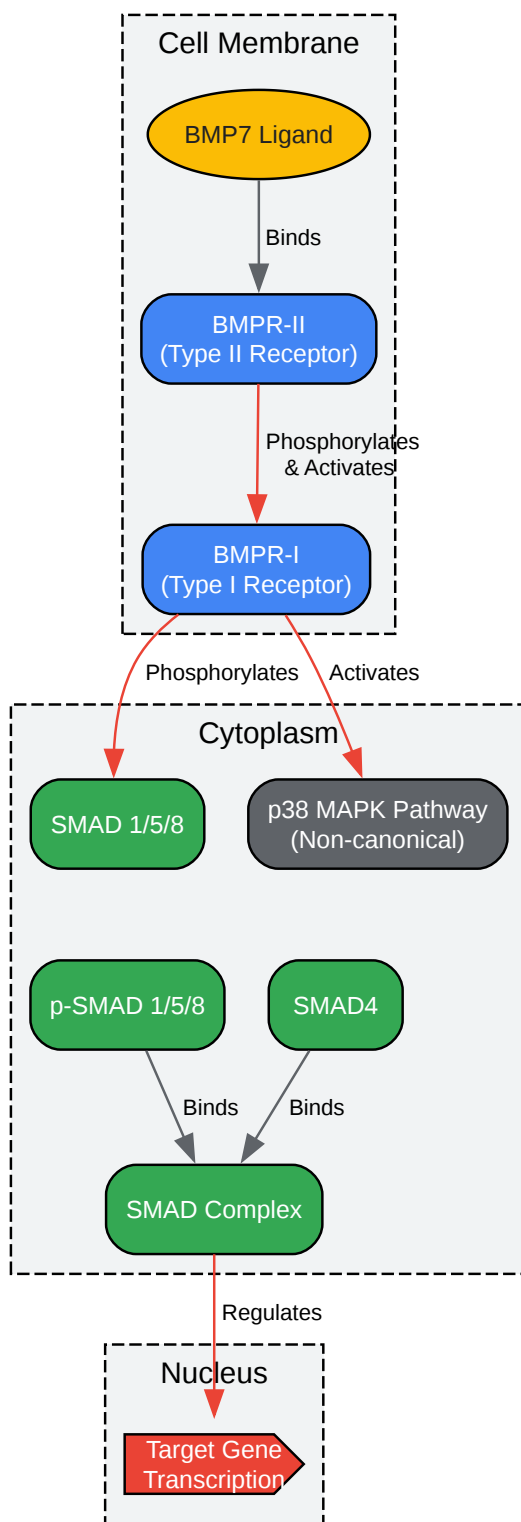 Cell Membrane
BMP7 Ligand
Binds
BMPR-II
(Type II Receptor)
Phosphorylates
& Activates
BMPR-I
(Type I Receptor)
Phosphorylates
Activates
Cytoplasm
SMAD 1/5/8
p38 MAPK Pathway
(Non-canonical)
p-SMAD 1/5/8
SMAD4
Binds
Binds
SMAD Complex
Regulates
Nucleus
Target Gene
Transcription